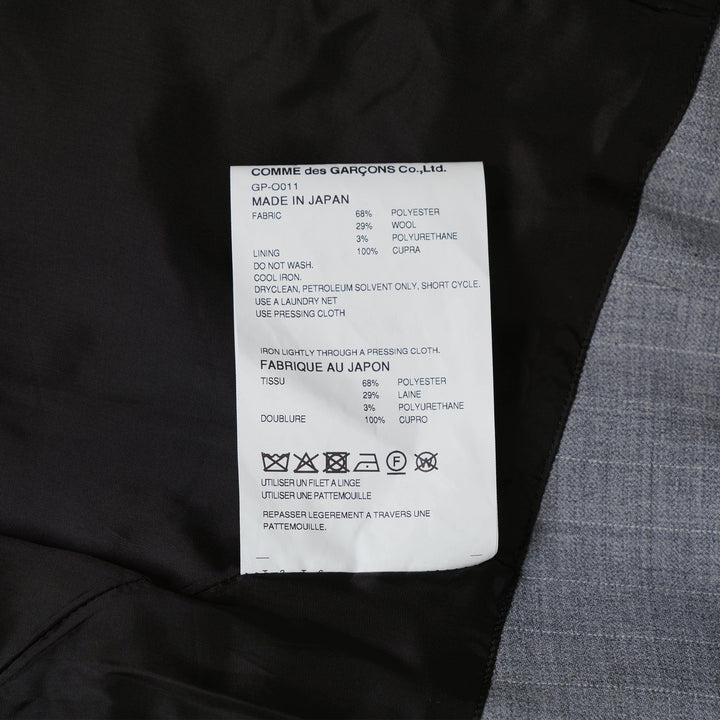 COMME des GARÇONS Co.,Ltd.
GP-O011
MADE IN JAPAN
FABRIC 68% POLYESTER
29% WOOL
3% POLYURETHANE
LINING 100% CUPRA
DO NOT WASH.
COOL IRON.
DRYCLEAN, PETROLEUM SOLVENT ONLY, SHORT CYCLE.
USE A LAUNDRY NET
USE PRESSING CLOTH
IRON LIGHTLY THROUGH A PRESSING CLOTH.
FABRIQUE AU JAPON
TISSU 68% POLYESTER
29% LAINE
3% POLYURETHANE
DOUBLURE 100% CUPRO
F W
UTILISER UN FILET A LINGE
UTILISER UNE PATTEMOUILLE
REPASSER LEGEREMENT A TRAVERS UNE
PATTEMOUILLE.